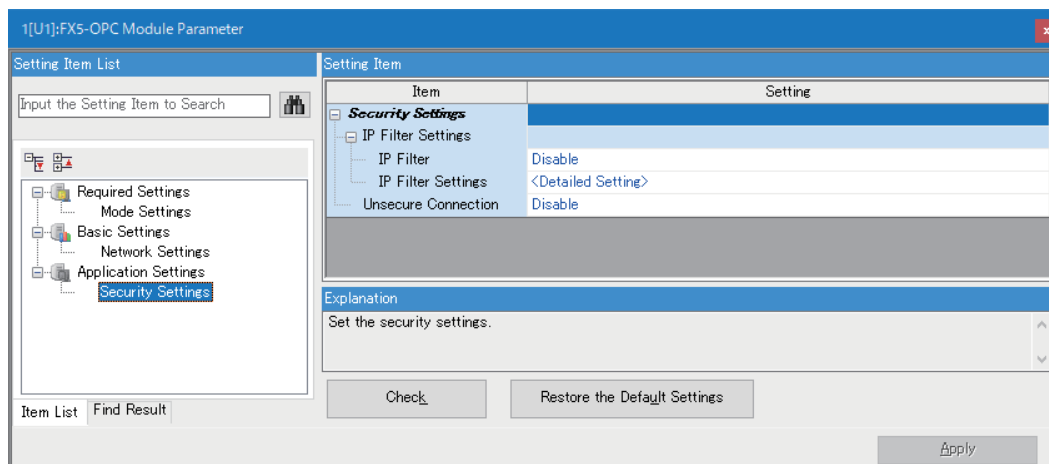 1[U1]:FX5-OPC Module Parameter
Setting Item List
Input the Setting Item to Search
Required Settings
Mode Settings
Basic Settings
Network Settings
Application Settings
Security Settings
Item List
Find Result
Setting Item
Item Setting
Security Settings
IP Filter Settings
IP Filter Disable
IP Filter Settings <Detailed Setting>
Unsecure Connection Disable
Explanation
Set the security settings.
Check
Restore the Default Settings
Apply